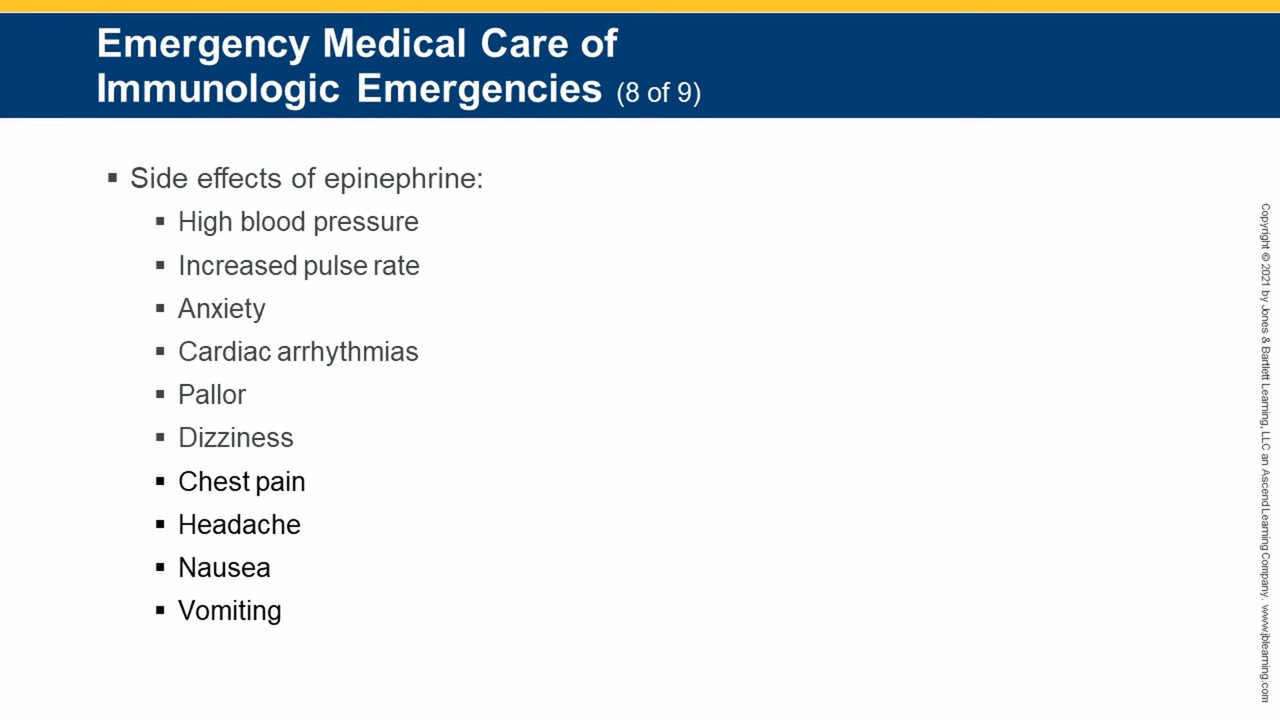 Emergency Medical Care of
Immunologic Emergencies (8 of 9)
▪ Side effects of epinephrine:
▪ High blood pressure
▪ Increased pulse rate
▪ Anxiety
▪ Cardiac arrhythmias
▪ Pallor
▪ Dizziness
▪ Chest pain
▪ Headache
▪ Nausea
▪ Vomiting
Copyright © 2021 by Jones & Bartlett Learning, LLC an Ascend Learning Company. www.jblearning.com